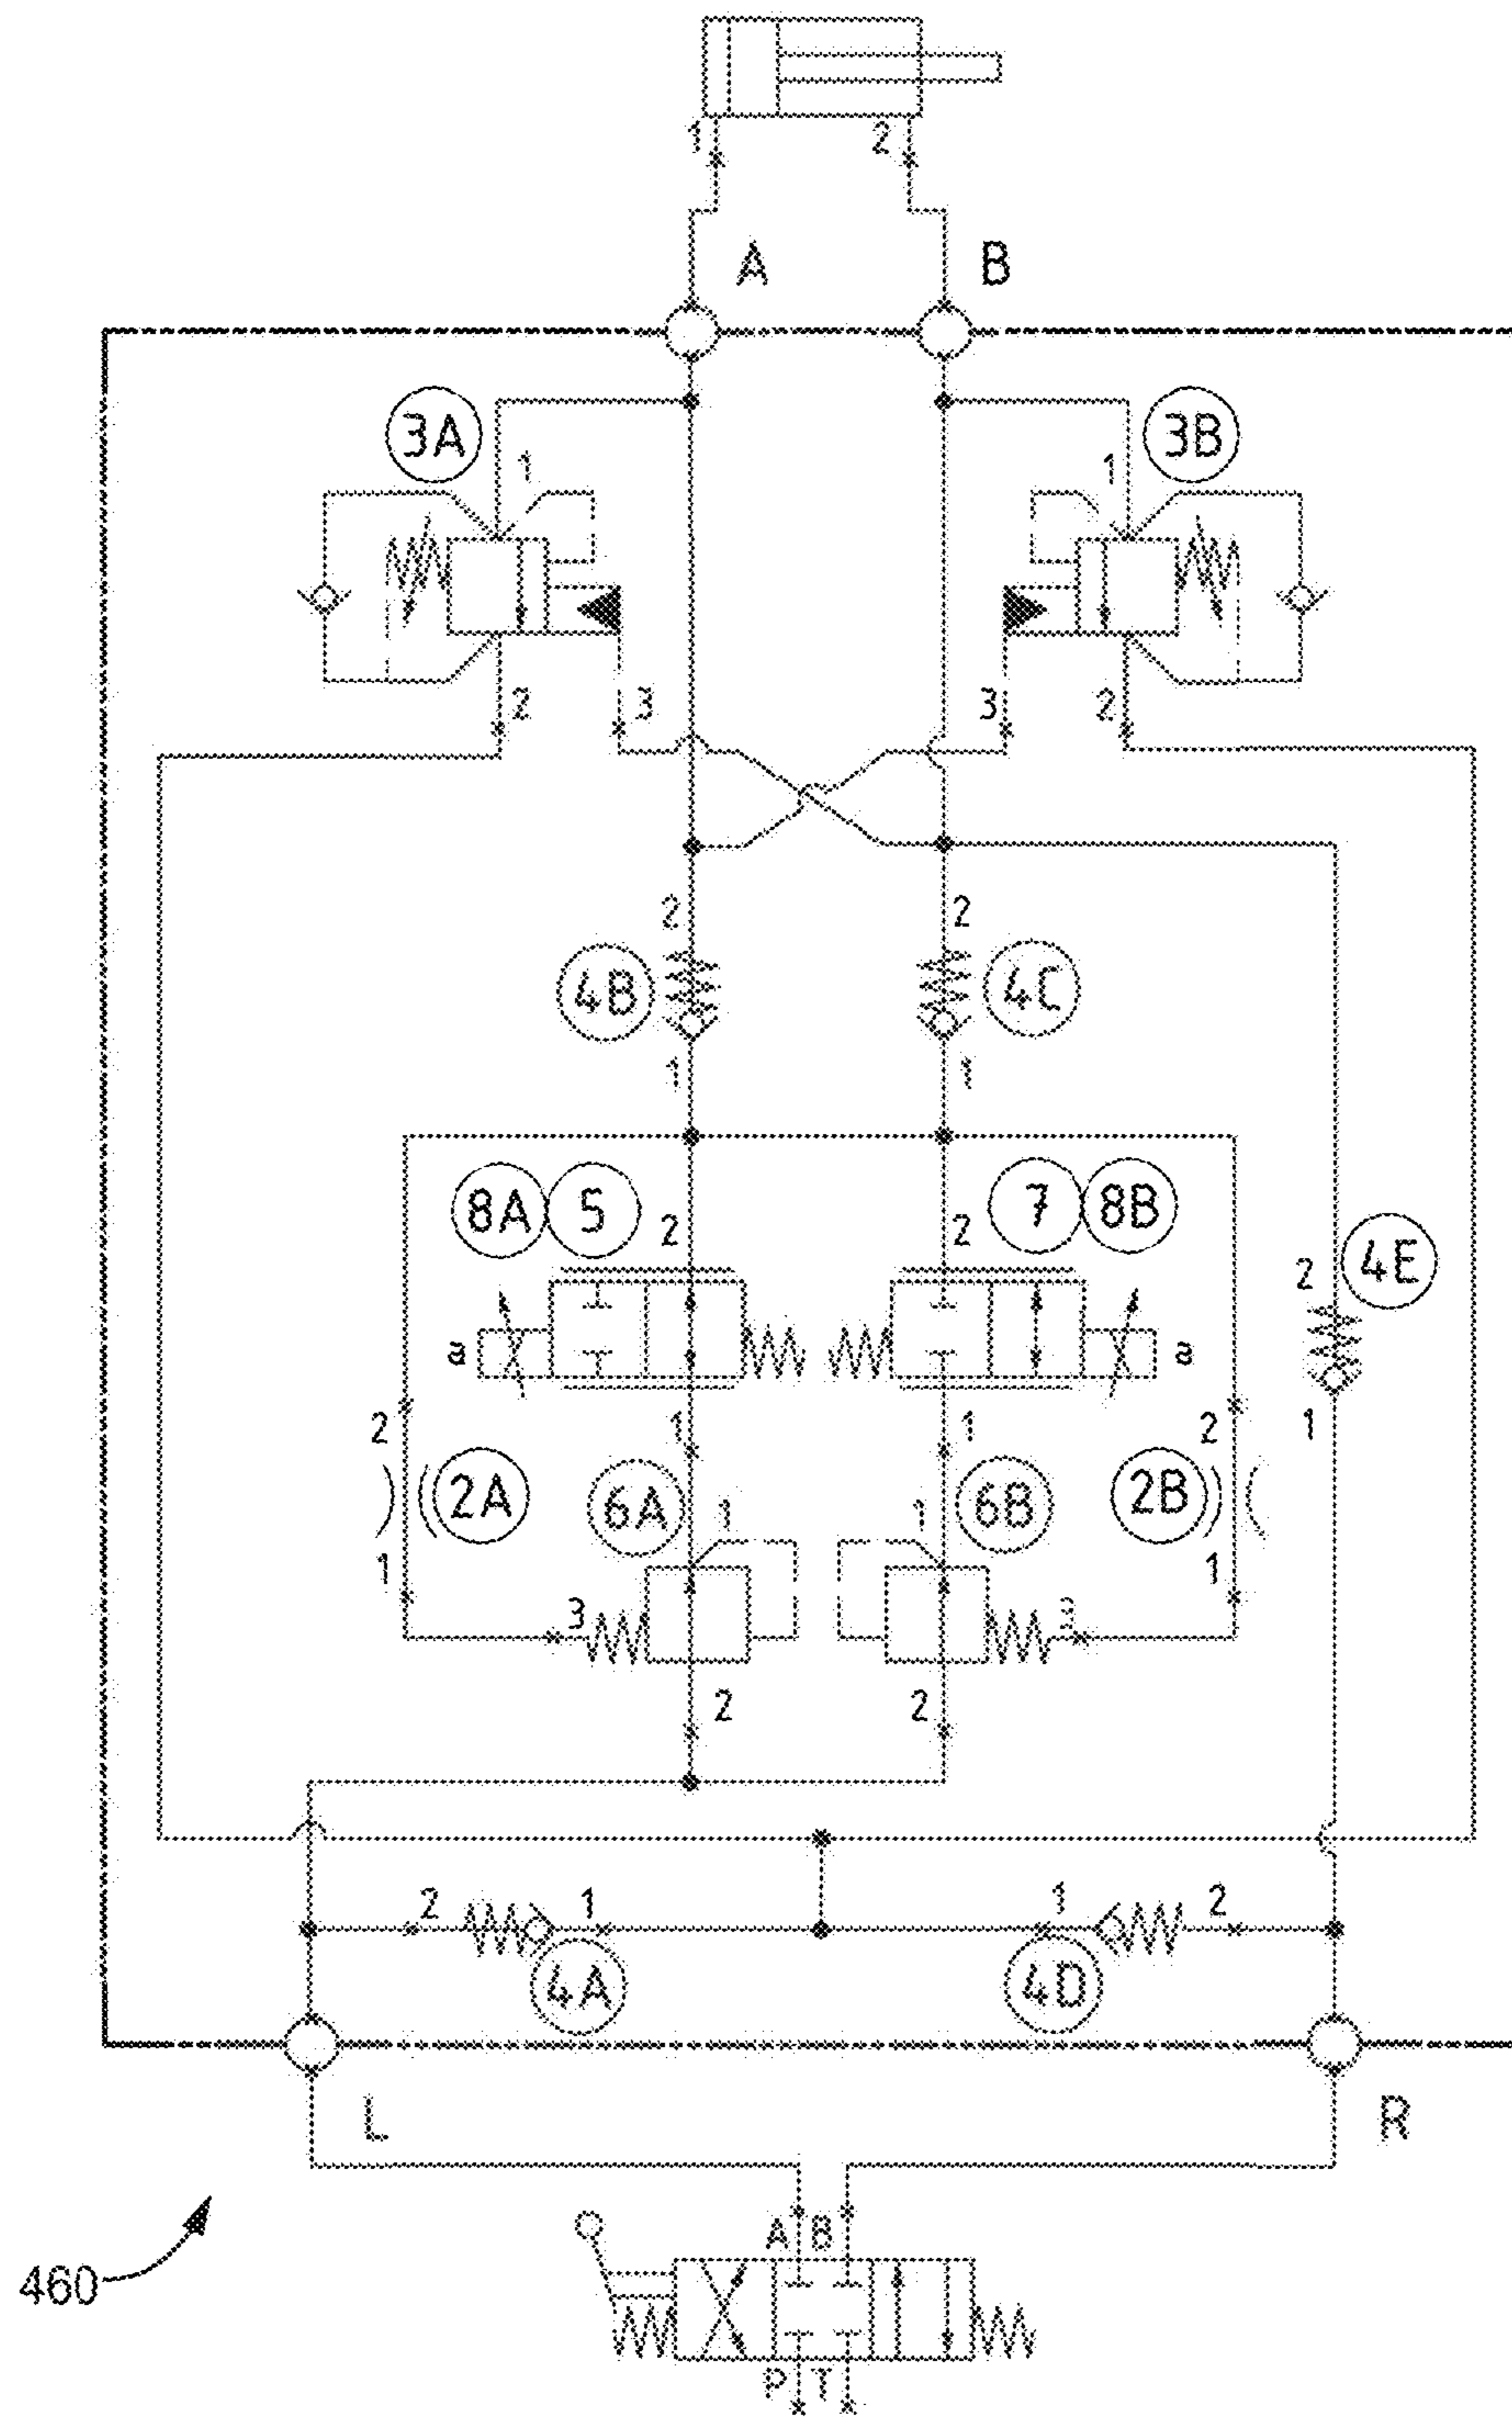 1 2
A B
3A 3B
1 1
2 3 3 2
2 2
4B 4C
1 1
8A 5 2 2 7 8B
2 4E
a a
2 1 1 2 1
2A 6A 1 1 6B 2B
1 1
3 3
2 2
2 1 1 2
4A 4D
L R
A B
460
P T